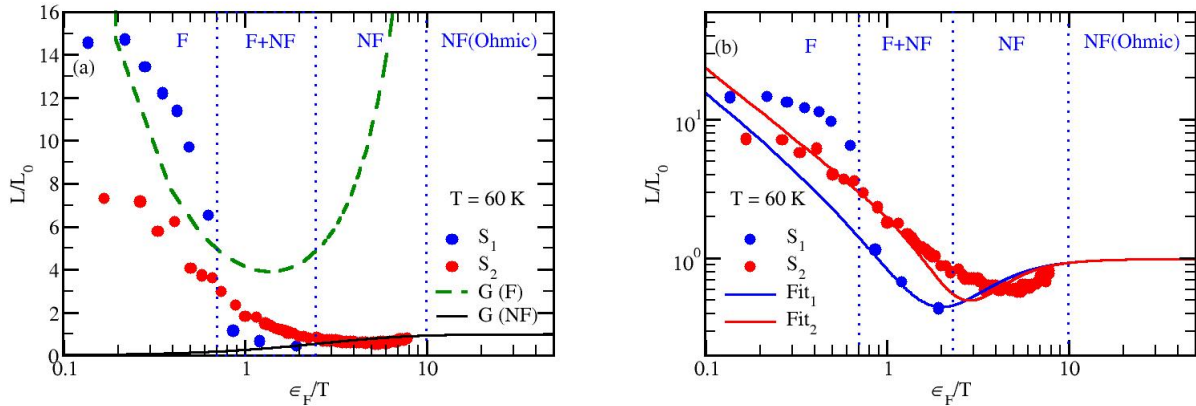 16
14
12
10
8
6
4
2
0
L/L0
(a)
F
F+NF
NF
NF(Ohmic)
T = 60 K
S1
S2
G (F)
G (NF)
0.1
1
10
ϵF/T
(b)
F
F+NF
NF
NF(Ohmic)
10^1
10^0
L/L0
T = 60 K
S1
S2
Fit1
Fit2
0.1
1
10
ϵF/T